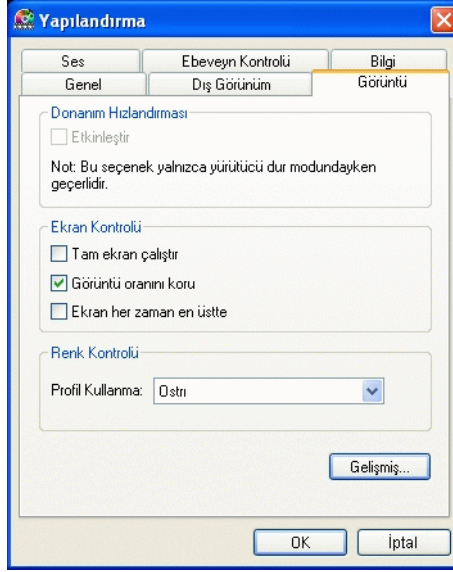 Yapılandırma
Ses Ebeveyn Kontrolü Bilgi
Genel Dış Görünüm Görüntü
Donanım Hızlandırması
Etkinleştir
Not: Bu seçenek yalnızca yürütücü dur modundayken
geçerlidir.
Ekran Kontrolü
Tam ekran çalıştır
Görüntü oranını koru
Ekran her zaman en üstte
Renk Kontrolü
Profil Kullanma: Ostrı
Gelişmiş...
OK İptal